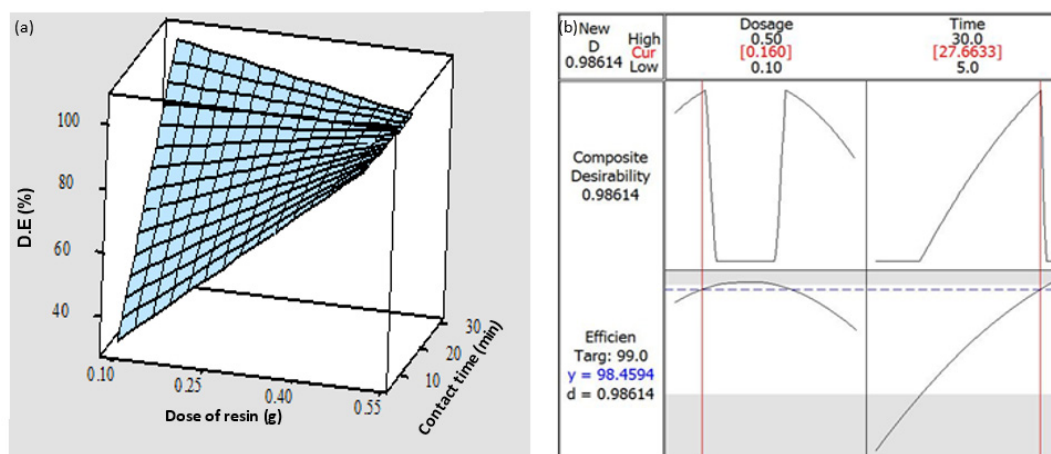 (a)
100
80
60
40
D.E (%)
0.10
0.25
0.40
0.55
Dose of resin (g)
10
20
30
Contact time (min)
(b)
New
D
0.98614
High
Cur
Low
Dosage
0.50
[0.160]
0.10
Time
30.0
[27.6633]
5.0
Composite
Desirability
0.98614
Efficien
Targ: 99.0
y = 98.4594
d = 0.98614